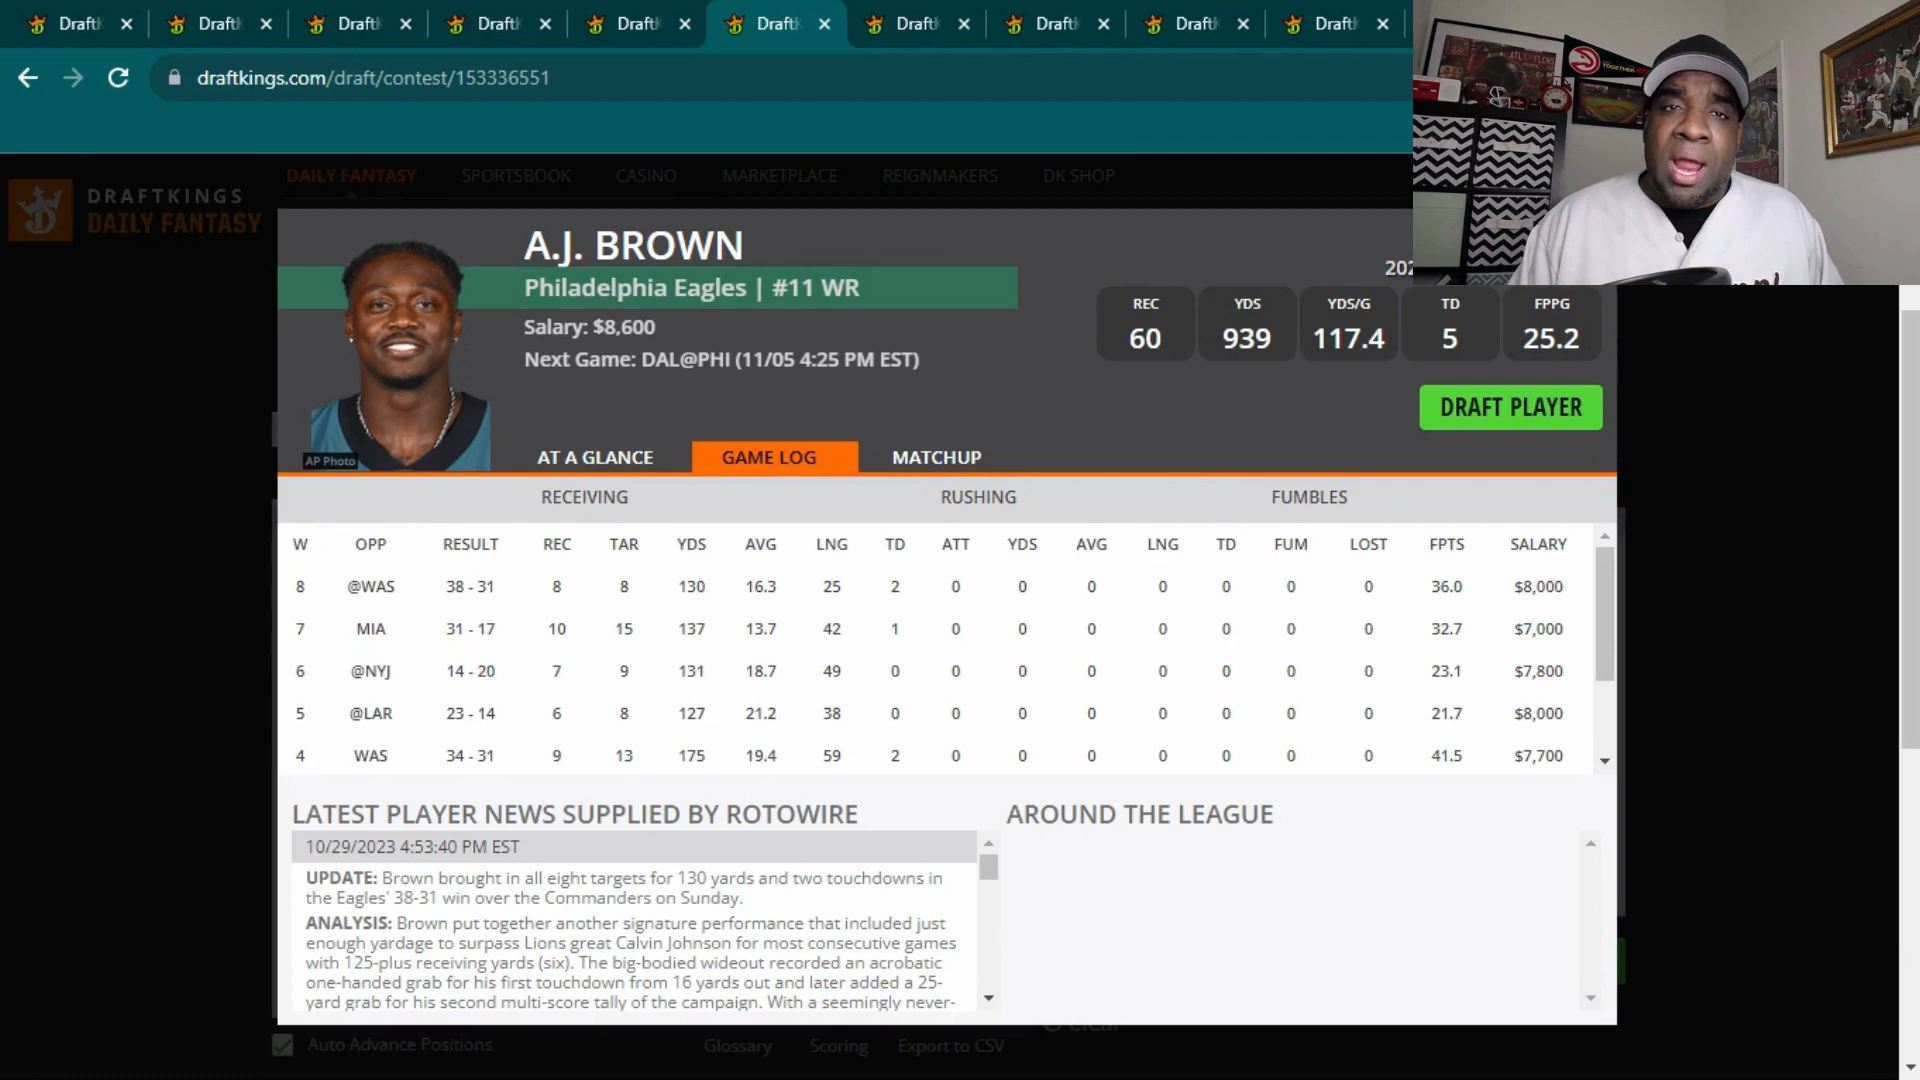 Draft
Draft
Draft
Draft
Draft
Draft
Draft
Draft
Draft
Draft
draftkings.com/draft/contest/153336551
DRAFTKINGS
DAILY FANTASY
DAILY FANTASY SPORTSBOOK CASINO MARKETPLACE REIGNMAKERS DK SHOP
A.J. BROWN
Philadelphia Eagles | #11 WR
Salary: $8,600
Next Game: DAL@PHI (11/05 4:25 PM EST)
AP Photo
202
REC YDS YDS/G TD FPPG
60 939 117.4 5 25.2
DRAFT PLAYER
AT A GLANCE GAME LOG MATCHUP
RECEIVING RUSHING FUMBLES
W OPP RESULT REC TAR YDS AVG LNG TD ATT YDS AVG LNG TD FUM LOST FPTS SALARY
8 @WAS 38 - 31 8 8 130 16.3 25 2 0 0 0 0 0 0 0 36.0 $8,000
7 MIA 31 - 17 10 15 137 13.7 42 1 0 0 0 0 0 0 0 32.7 $7,000
6 @NYJ 14 - 20 7 9 131 18.7 49 0 0 0 0 0 0 0 0 23.1 $7,800
5 @LAR 23 - 14 6 8 127 21.2 38 0 0 0 0 0 0 0 0 21.7 $8,000
4 WAS 34 - 31 9 13 175 19.4 59 2 0 0 0 0 0 0 0 41.5 $7,700
LATEST PLAYER NEWS SUPPLIED BY ROTOWIRE
10/29/2023 4:53:40 PM EST
UPDATE: Brown brought in all eight targets for 130 yards and two touchdowns in
the Eagles' 38-31 win over the Commanders on Sunday.
ANALYSIS: Brown put together another signature performance that included just
enough yardage to surpass Lions great Calvin Johnson for most consecutive games
with 125-plus receiving yards (six). The big-bodied wideout recorded an acrobatic
one-handed grab for his first touchdown from 16 yards out and later added a 25-
yard grab for his second multi-score tally of the campaign. With a seemingly never-
AROUND THE LEAGUE
Clear
Auto Advance Positions Glossary Scoring Export to CSV